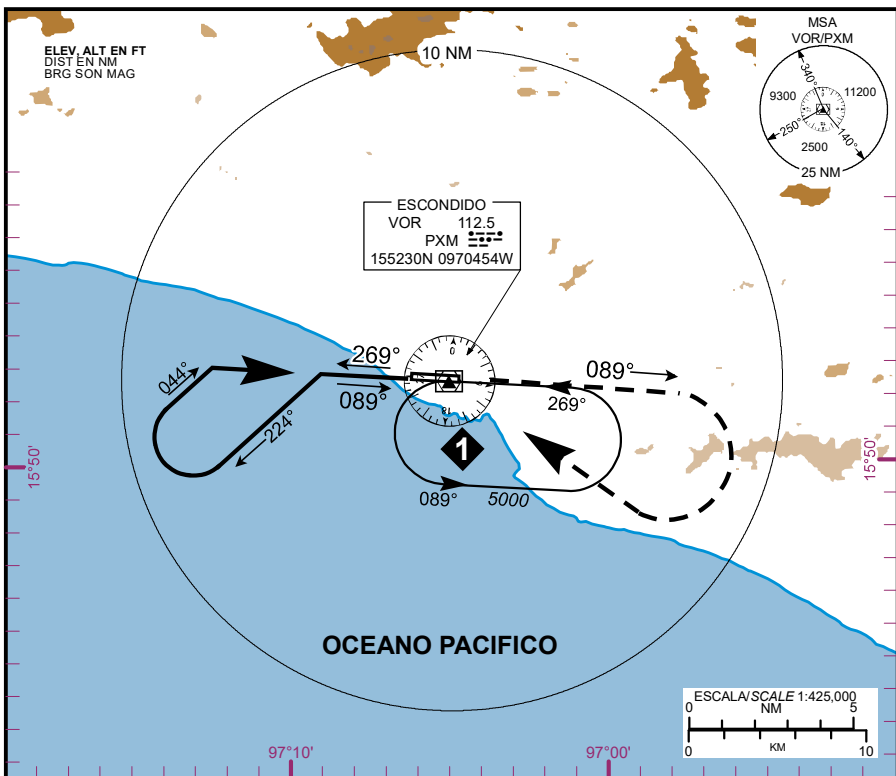 ELEV, ALT EN FT
DIST EN NM
BRG SON MAG
10 NM
MSA
VOR/PXM
340°
9300
11200
250°
140°
2500
25 NM
ESCONDIDO
VOR 112.5
PXM
155230N 0970454W
0
18
044°
224°
269°
089°
089°
269°
1
089°
5000
15°50'
15°50'
OCEANO PACIFICO
ESCALA/SCALE 1:425,000
0 NM 5
0 KM 10
97°10'
97°00'